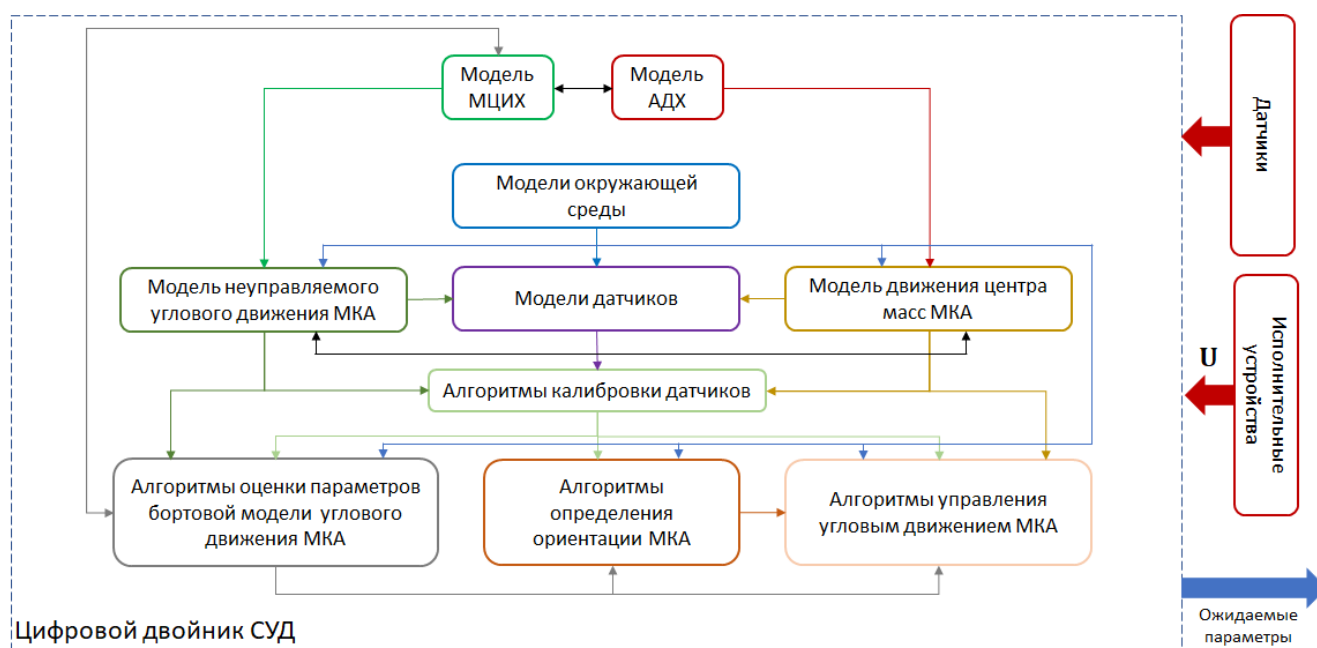 Модель
МЦИХ
Модель
АДХ
Датчики
Модели окружающей
среды
Модель неуправляемого
углового движения МКА
Модели датчиков
Модель движения центра
масс МКА
U
Исполнительные
устройства
Алгоритмы калибровки датчиков
Алгоритмы оценки параметров
бортовой модели углового
движения МКА
Алгоритмы
определения
ориентации МКА
Алгоритмы управления
угловым движением МКА
Ожидаемые
параметры
Цифровой двойник СУД